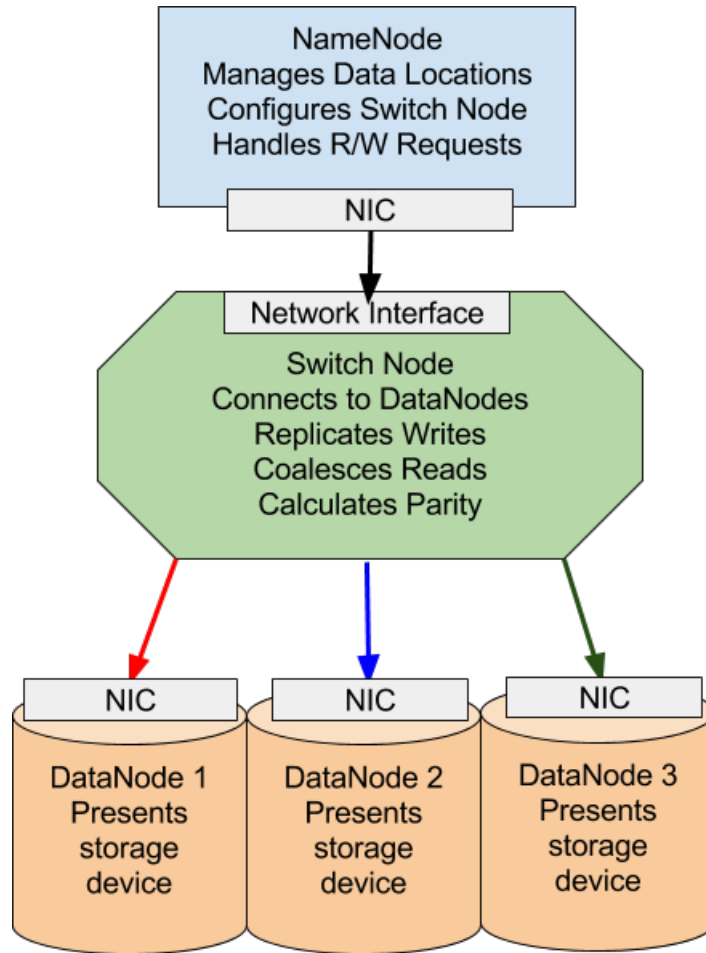 NameNode
Manages Data Locations
Configures Switch Node
Handles R/W Requests
NIC
Network Interface
Switch Node
Connects to DataNodes
Replicates Writes
Coalesces Reads
Calculates Parity
NIC
NIC
NIC
DataNode 1
Presents
storage
device
DataNode 2
Presents
storage
device
DataNode 3
Presents
storage
device